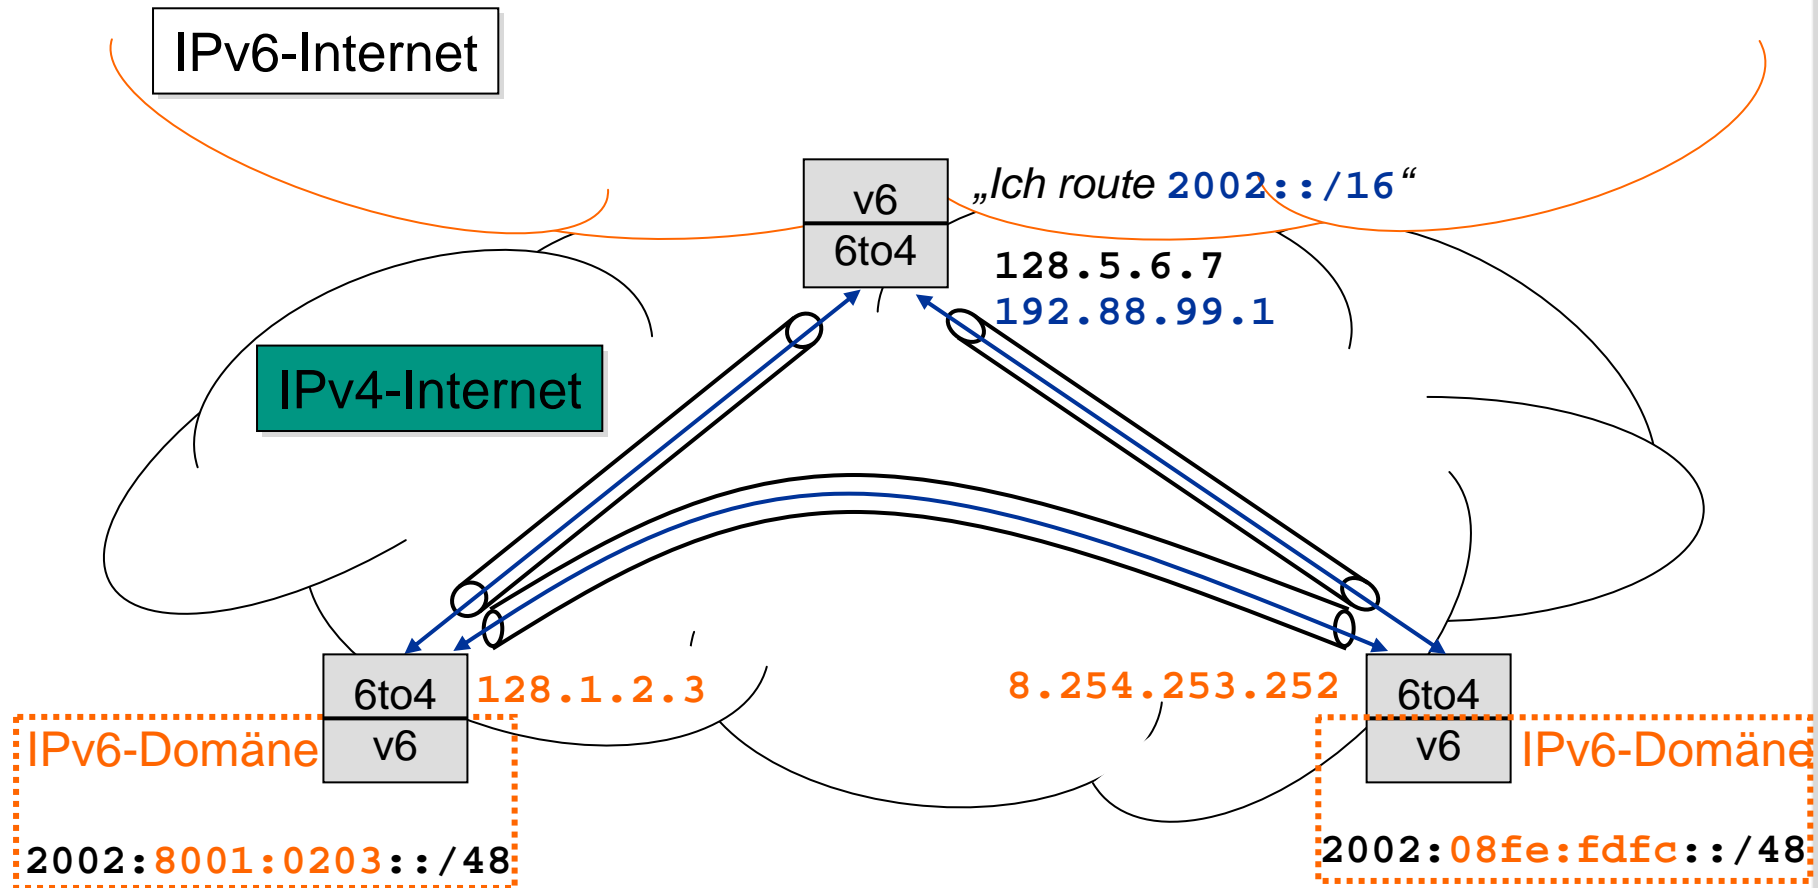 IPv6-Internet
v6
„Ich route 2002::/16“
6to4
128.5.6.7
192.88.99.1
IPv4-Internet
6to4
128.1.2.3
v6
IPv6-Domäne
2002:8001:0203::/48
8.254.253.252
6to4
v6
IPv6-Domäne
2002:08fe:fdfc::/48